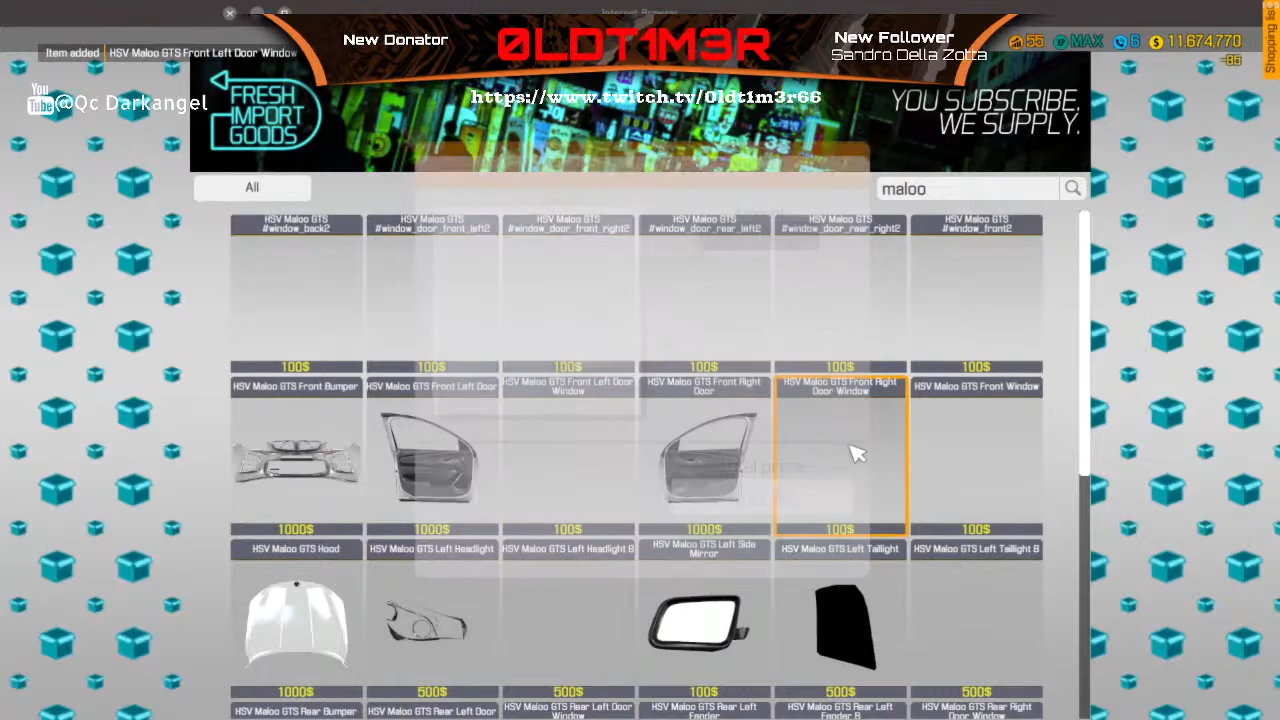 Internet Browser
New Donator
0LDT1M3R
New Follower
Sandro Della Zotta
55
MAX
6
$ 11,674,770
-85
Shopping list
Item added
HSV Maloo GTS Front Left Door Window
You
Tube
@Qc Darkangel
https://www.twitch.tv/0ldt1m3r66
FRESH
IMPORT
GOODS
YOU SUBSCRIBE.
WE SUPPLY.
All
maloo
HSV Maloo GTS
#window_back2
HSV Maloo GTS
#window_door_front_left2
HSV Maloo GTS
#window_door_front_right2
HSV Maloo GTS
#window_door_rear_left2
HSV Maloo GTS
#window_door_rear_right2
HSV Maloo GTS
#window_front2
100$
100$
100$
100$
100$
100$
HSV Maloo GTS Front Bumper
HSV Maloo GTS Front Left Door
HSV Maloo GTS Front Left Door
Window
HSV Maloo GTS Front Right
Door
HSV Maloo GTS Front Right
Door Window
HSV Maloo GTS Front Window
1000$
1000$
100$
1000$
100$
100$
HSV Maloo GTS Hood
HSV Maloo GTS Left Headlight
HSV Maloo GTS Left Headlight B
HSV Maloo GTS Left Side
Mirror
HSV Maloo GTS Left Taillight
HSV Maloo GTS Left Taillight B
1000$
500$
500$
100$
500$
500$
HSV Maloo GTS Rear Bumper
HSV Maloo GTS Rear Left Door
HSV Maloo GTS Rear Left Door
Window
HSV Maloo GTS Rear Left
Fender
HSV Maloo GTS Rear Left
Fender B
HSV Maloo GTS Rear Right
Door Window